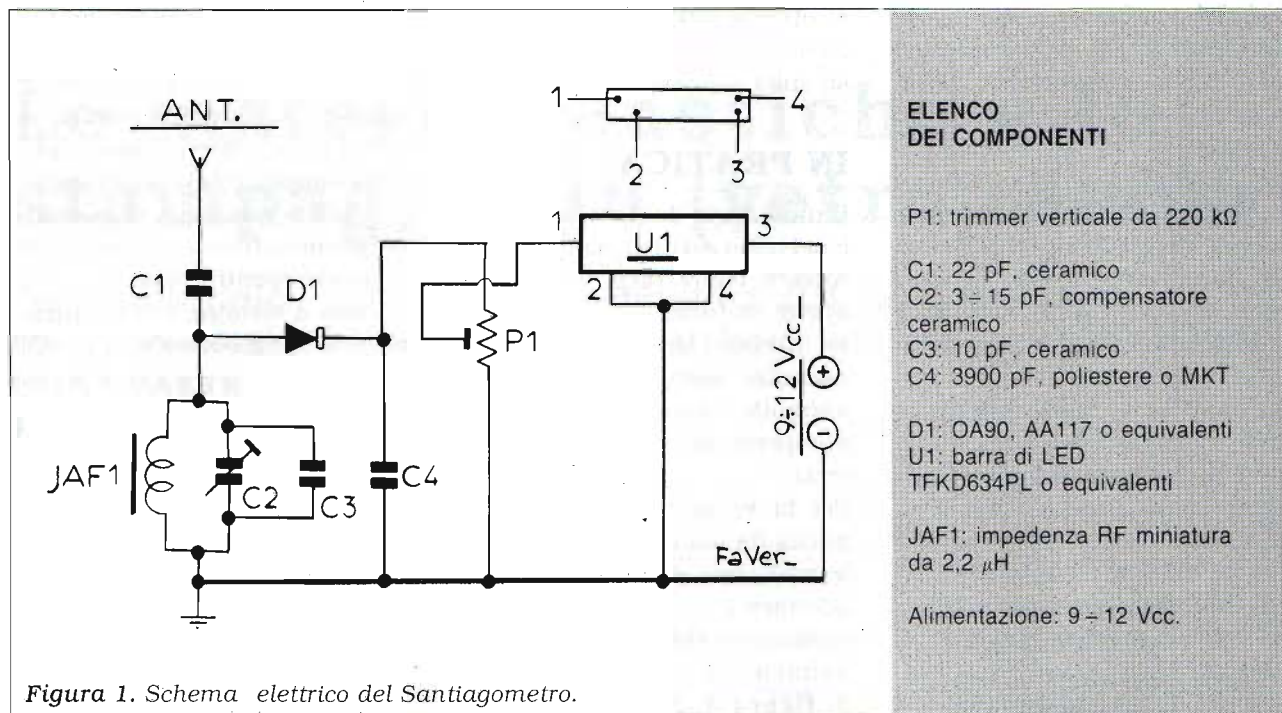 ANT.
C1
D1
JAF1
C2
C3
C4
P1
1
4
2
3
1
3
U1
2
4
9÷12 Vcc_
+
-
FaVer_
Figura 1. Schema elettrico del Santiagometro.
ELENCO
DEI COMPONENTI
P1: trimmer verticale da 220 kΩ
C1: 22 pF, ceramico
C2: 3–15 pF, compensatore
ceramico
C3: 10 pF, ceramico
C4: 3900 pF, poliestere o MKT
D1: OA90, AA117 o equivalenti
U1: barra di LED
TFKD634PL o equivalenti
JAF1: impedenza RF miniatura
da 2,2 μH
Alimentazione: 9÷12 Vcc.